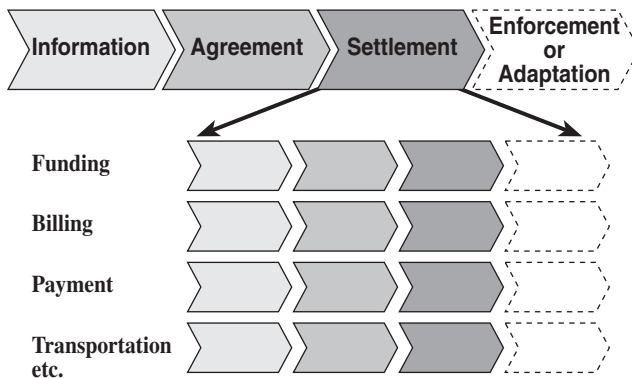 Information
Agreement
Settlement
Enforcement
or
Adaptation
Funding
Billing
Payment
Transportation
etc.